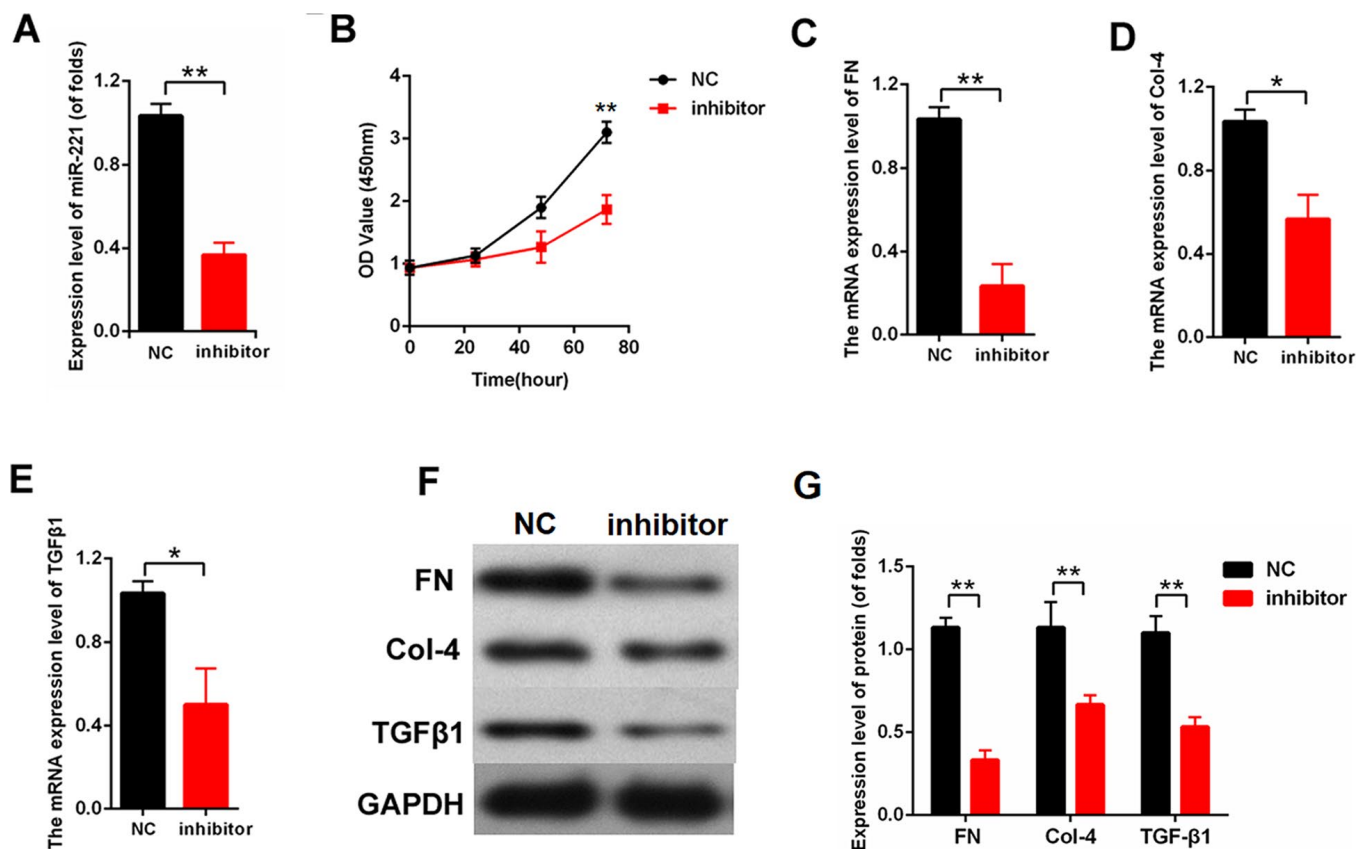 A
Expression level of miR-221 (of folds)
1.2
0.8
0.4
0.0
**
NC
inhibitor
B
OD Value (450nm)
4
3
2
1
0
**
0
20
40
60
80
Time(hour)
NC
inhibitor
C
The mRNA expression level of FN
1.2
0.8
0.4
0.0
**
NC
inhibitor
D
The mRNA expression level of Col-4
1.2
0.8
0.4
0.0
*
NC
inhibitor
E
The mRNA expression level of TGFβ1
1.2
0.8
0.4
0.0
*
NC
inhibitor
F
NC inhibitor
FN
Col-4
TGFβ1
GAPDH
G
Expression level of protein (of folds)
1.5
1.0
0.5
0.0
**
**
**
FN
Col-4
TGF-β1
NC
inhibitor